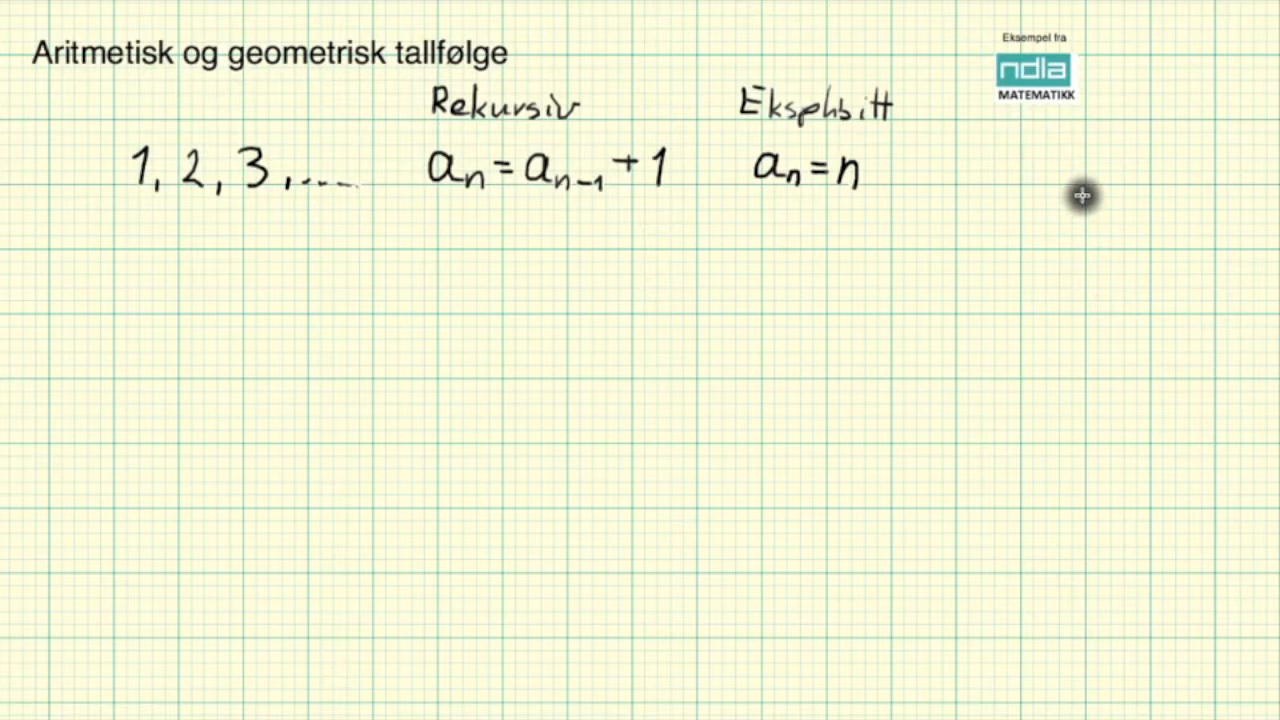 Aritmetisk og geometrisk tallfølge
Eksempel fra
ndla
MATEMATIKK
Rekursiv Eksplisitt
1, 2, 3, .... aₙ = aₙ₋₁ + 1 aₙ = n